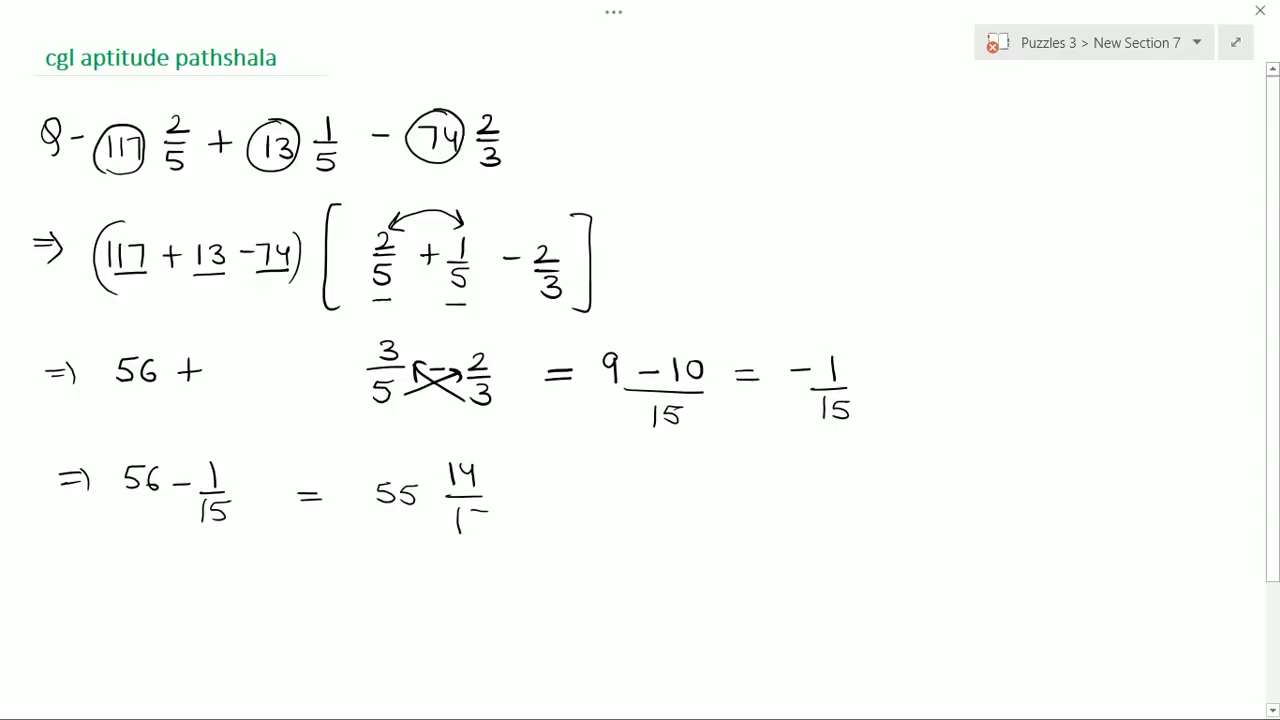 Puzzles 3 > New Section 7
cgl aptitude pathshala
Q - 117 2/5 + 13 1/5 - 74 2/3
⇒ (117 + 13 - 74) [ 2/5 + 1/5 - 2/3 ]
⇒ 56 + 3/5 - 2/3 = 9 - 10/15 = - 1/15
⇒ 56 - 1/15 = 55 14/1